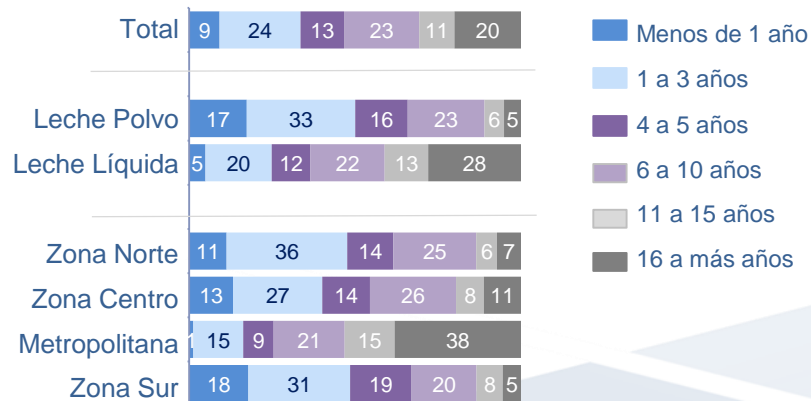 Total 9 24 13 23 11 20
Leche Polvo 17 33 16 23 6 5
Leche Líquida 5 20 12 22 13 28
Zona Norte 11 36 14 25 6 7
Zona Centro 13 27 14 26 8 11
Metropolitana 1 15 9 21 15 38
Zona Sur 18 31 19 20 8 5
Menos de 1 año
1 a 3 años
4 a 5 años
6 a 10 años
11 a 15 años
16 a más años